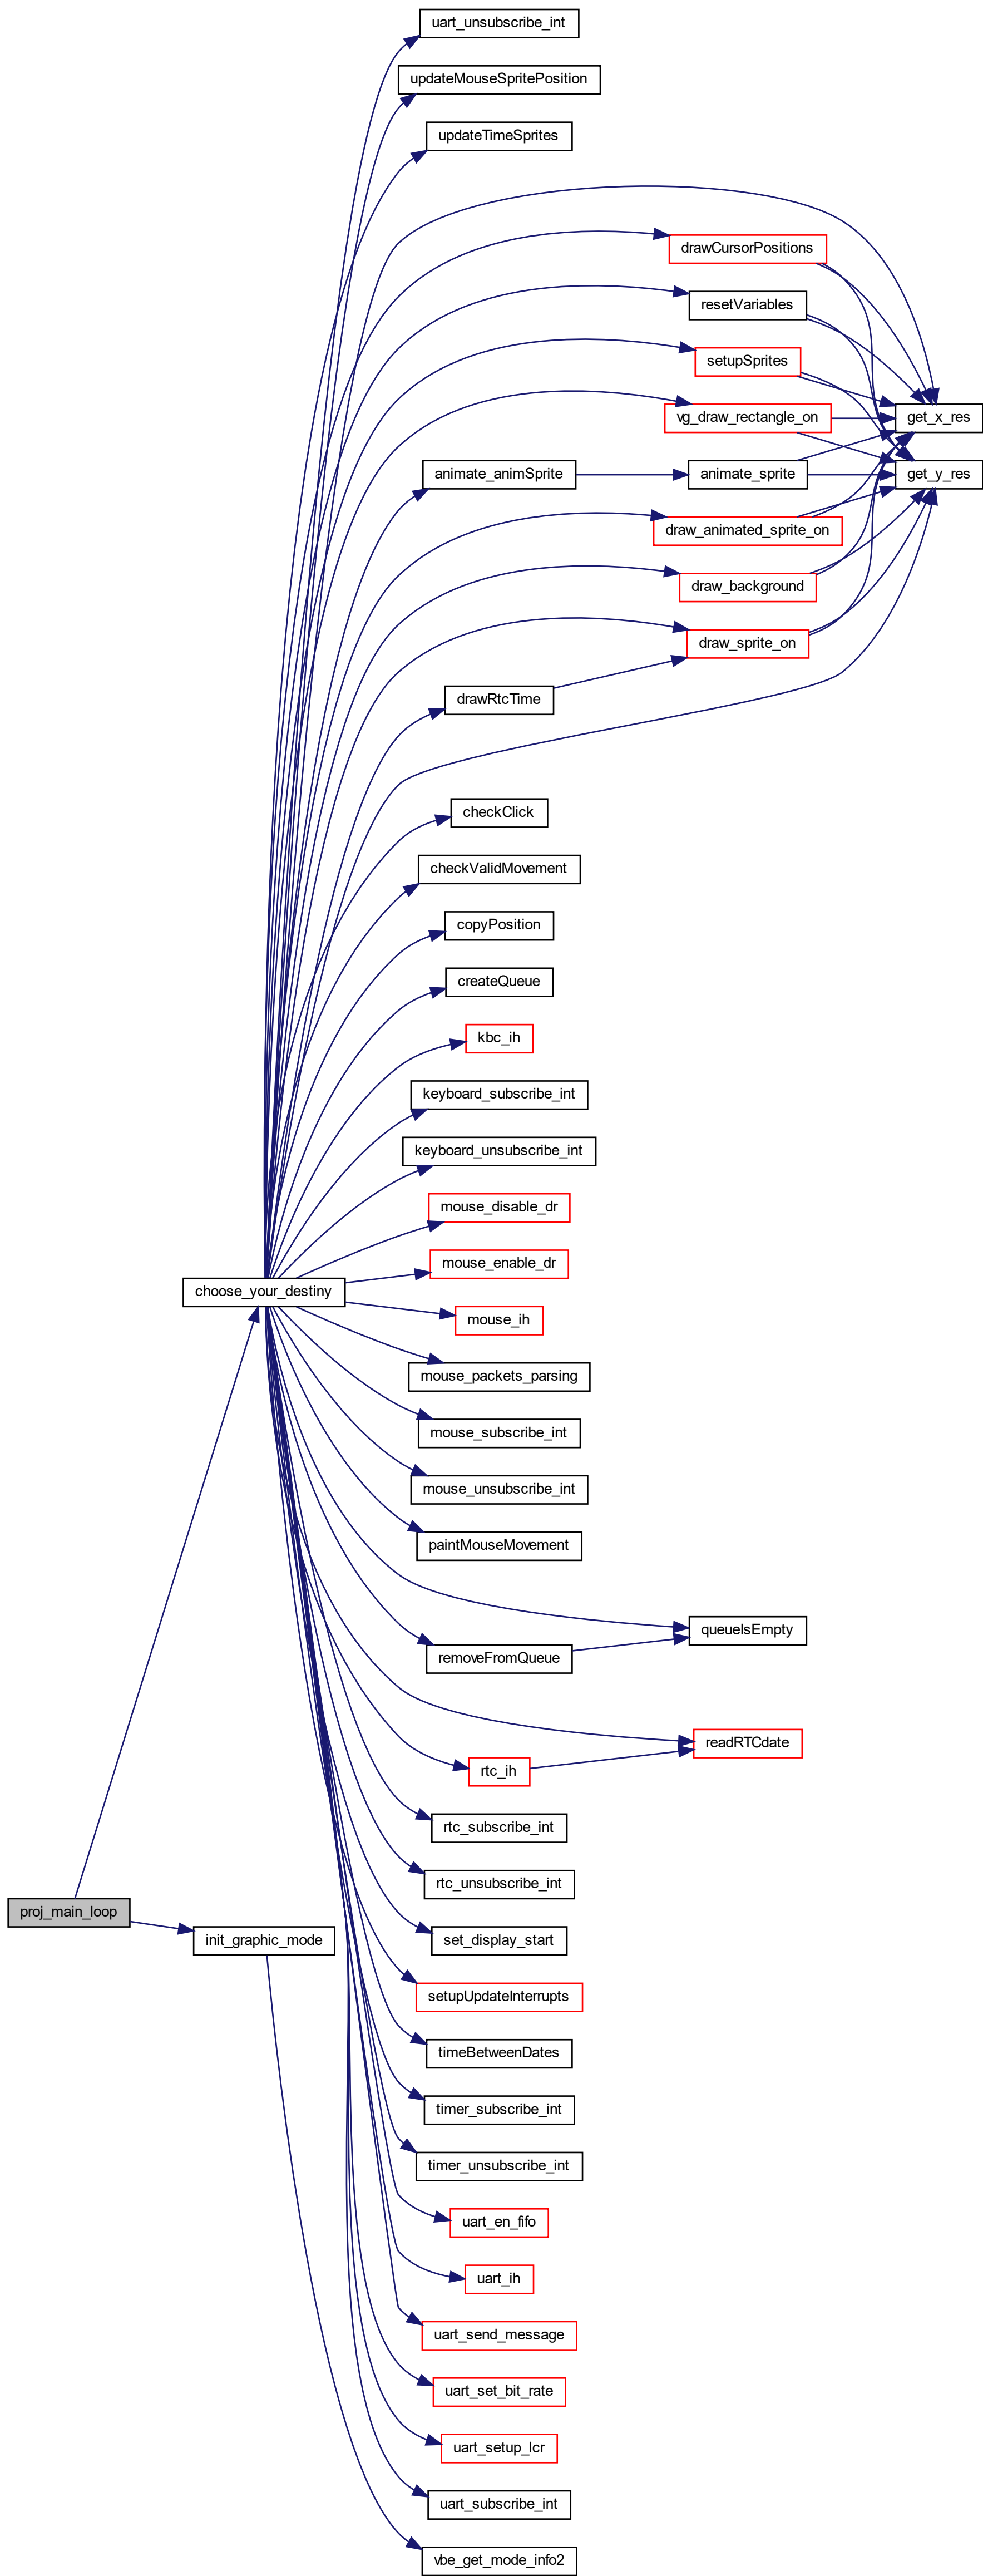 uart_unsubscribe_int
updateMouseSpritePosition
updateTimeSprites
drawCursorPositions
resetVariables
setupSprites
get_x_res
vg_draw_rectangle_on
animate_animSprite
animate_sprite
get_y_res
draw_animated_sprite_on
draw_background
draw_sprite_on
drawRtcTime
checkClick
checkValidMovement
copyPosition
createQueue
kbc_ih
keyboard_subscribe_int
keyboard_unsubscribe_int
mouse_disable_dr
mouse_enable_dr
choose_your_destiny
mouse_ih
mouse_packets_parsing
mouse_subscribe_int
mouse_unsubscribe_int
paintMouseMovement
queueIsEmpty
removeFromQueue
readRTCdate
rtc_ih
rtc_subscribe_int
rtc_unsubscribe_int
proj_main_loop
init_graphic_mode
set_display_start
setupUpdateInterrupts
timeBetweenDates
timer_subscribe_int
timer_unsubscribe_int
uart_en_fifo
uart_ih
uart_send_message
uart_set_bit_rate
uart_setup_lcr
uart_subscribe_int
vbe_get_mode_info2